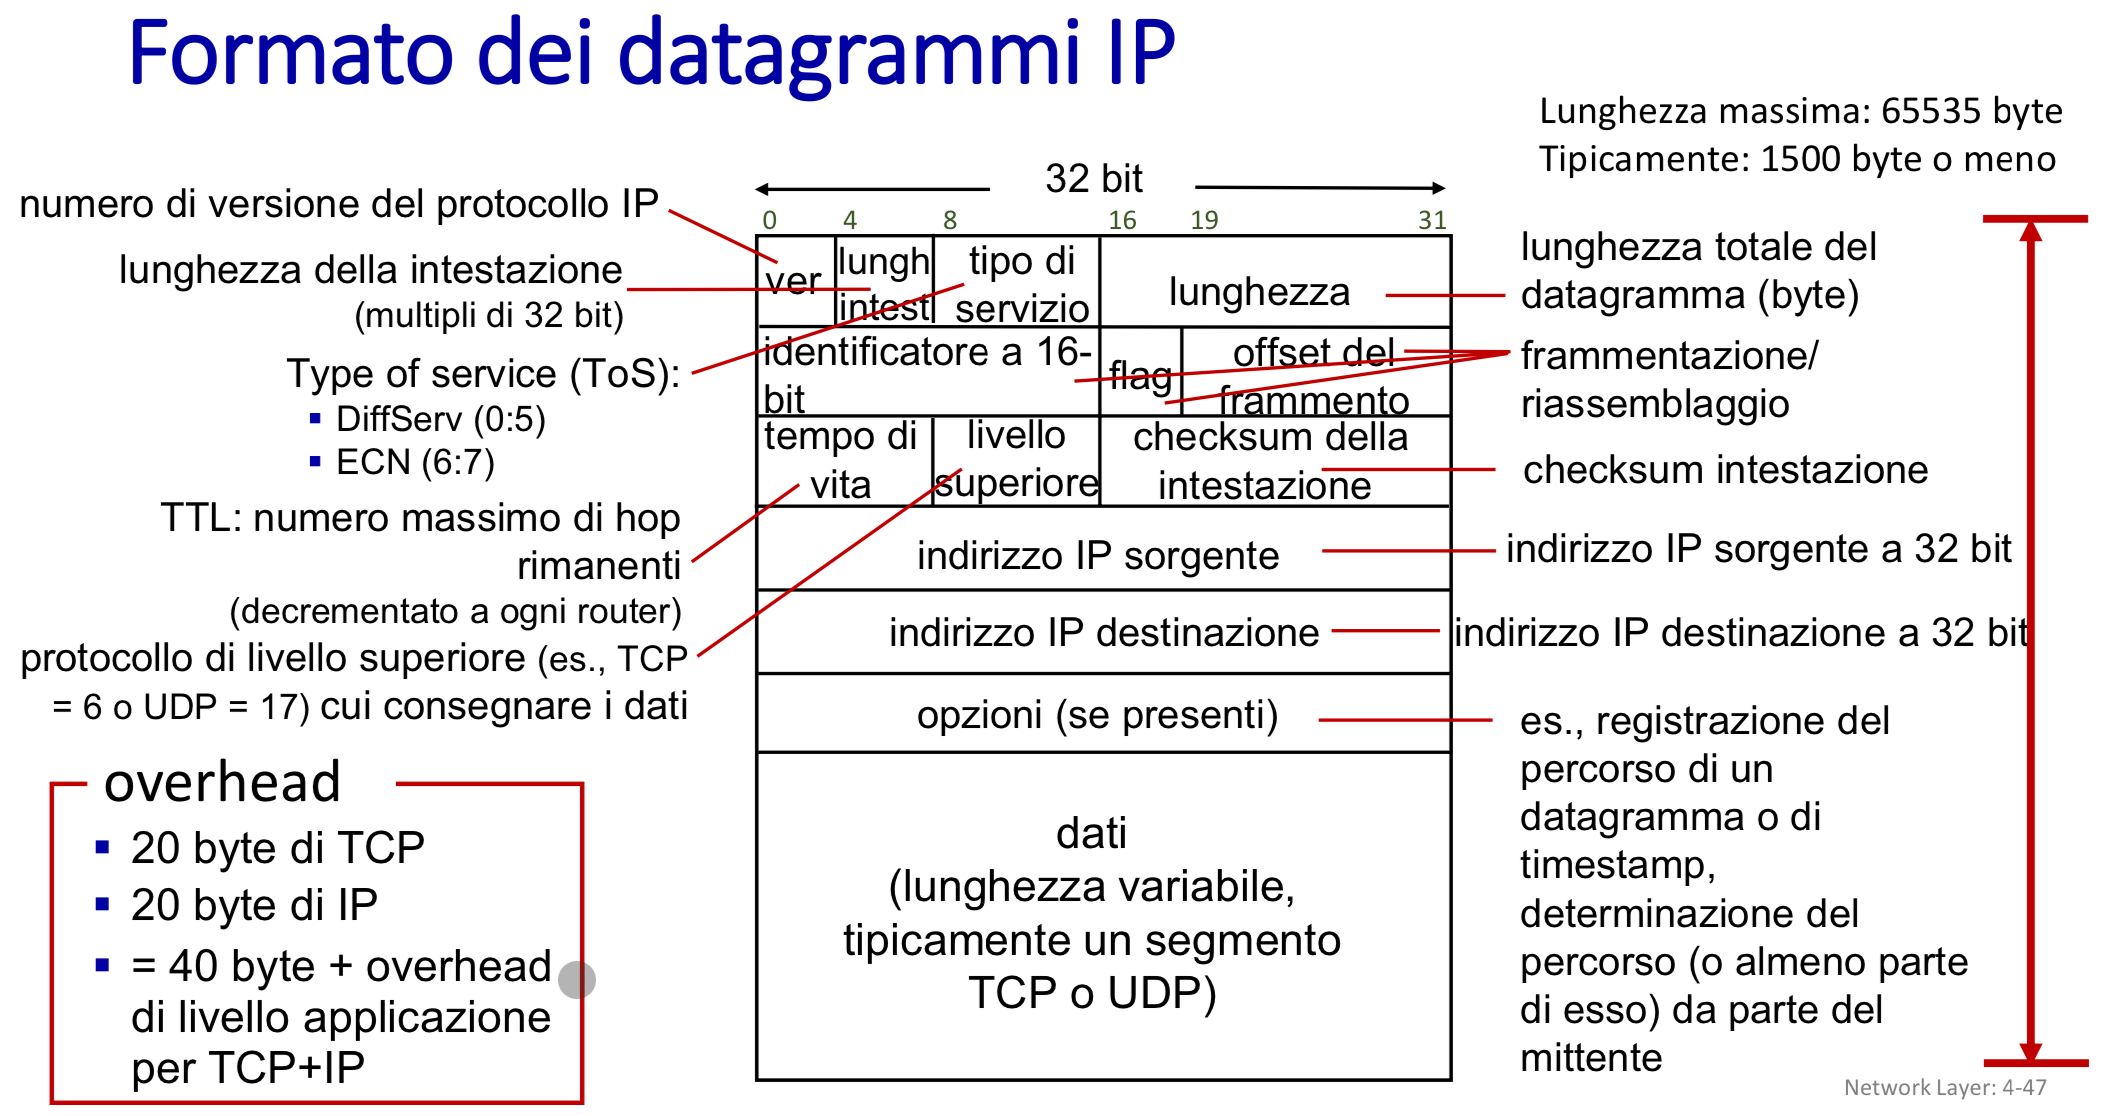 Formato dei datagrammi IP
Lunghezza massima: 65535 byte
Tipicamente: 1500 byte o meno
32 bit
0 4 8 16 19 31
numero di versione del protocollo IP
lunghezza della intestazione
(multipli di 32 bit)
Type of service (ToS):
▪ DiffServ (0:5)
▪ ECN (6:7)
TTL: numero massimo di hop
rimanenti
(decrementato a ogni router)
protocollo di livello superiore (es., TCP
= 6 o UDP = 17) cui consegnare i dati
overhead
▪ 20 byte di TCP
▪ 20 byte di IP
▪ = 40 byte + overhead
di livello applicazione
per TCP+IP
ver
lungh
intest
tipo di
servizio
lunghezza
identificatore a 16-
bit
flag
offset del
frammento
tempo di
vita
livello
superiore
checksum della
intestazione
indirizzo IP sorgente
indirizzo IP destinazione
opzioni (se presenti)
dati
(lunghezza variabile,
tipicamente un segmento
TCP o UDP)
lunghezza totale del
datagramma (byte)
frammentazione/
riassemblaggio
checksum intestazione
indirizzo IP sorgente a 32 bit
indirizzo IP destinazione a 32 bit
es., registrazione del
percorso di un
datagramma o di
timestamp,
determinazione del
percorso (o almeno parte
di esso) da parte del
mittente
Network Layer: 4-47